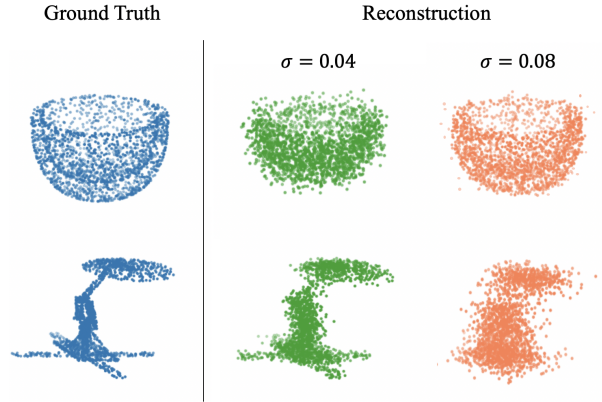 Ground Truth
Reconstruction
σ = 0.04
σ = 0.08